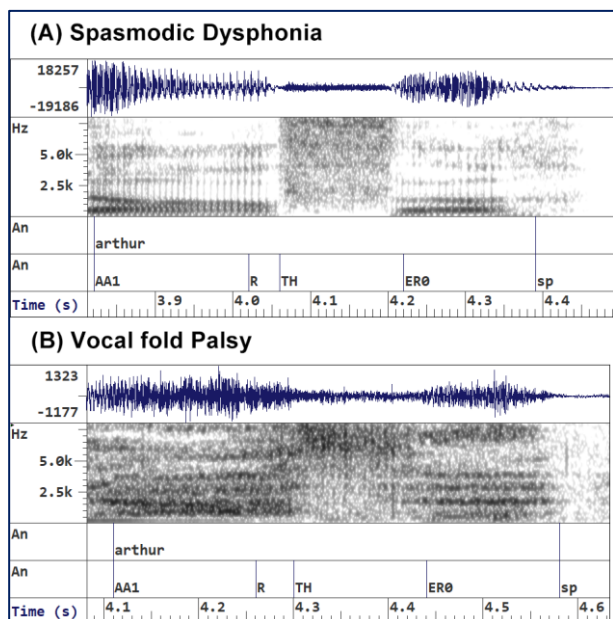 (A) Spasmodic Dysphonia
18257
-19186
Hz
5.0k
2.5k
An
arthur
An
AA1 R TH ER0 sp
Time (s) 3.9 4.0 4.1 4.2 4.3 4.4
(B) Vocal fold Palsy
1323
-1177
Hz
5.0k
2.5k
An
arthur
An
AA1 R TH ER0 sp
Time (s) 4.1 4.2 4.3 4.4 4.5 4.6